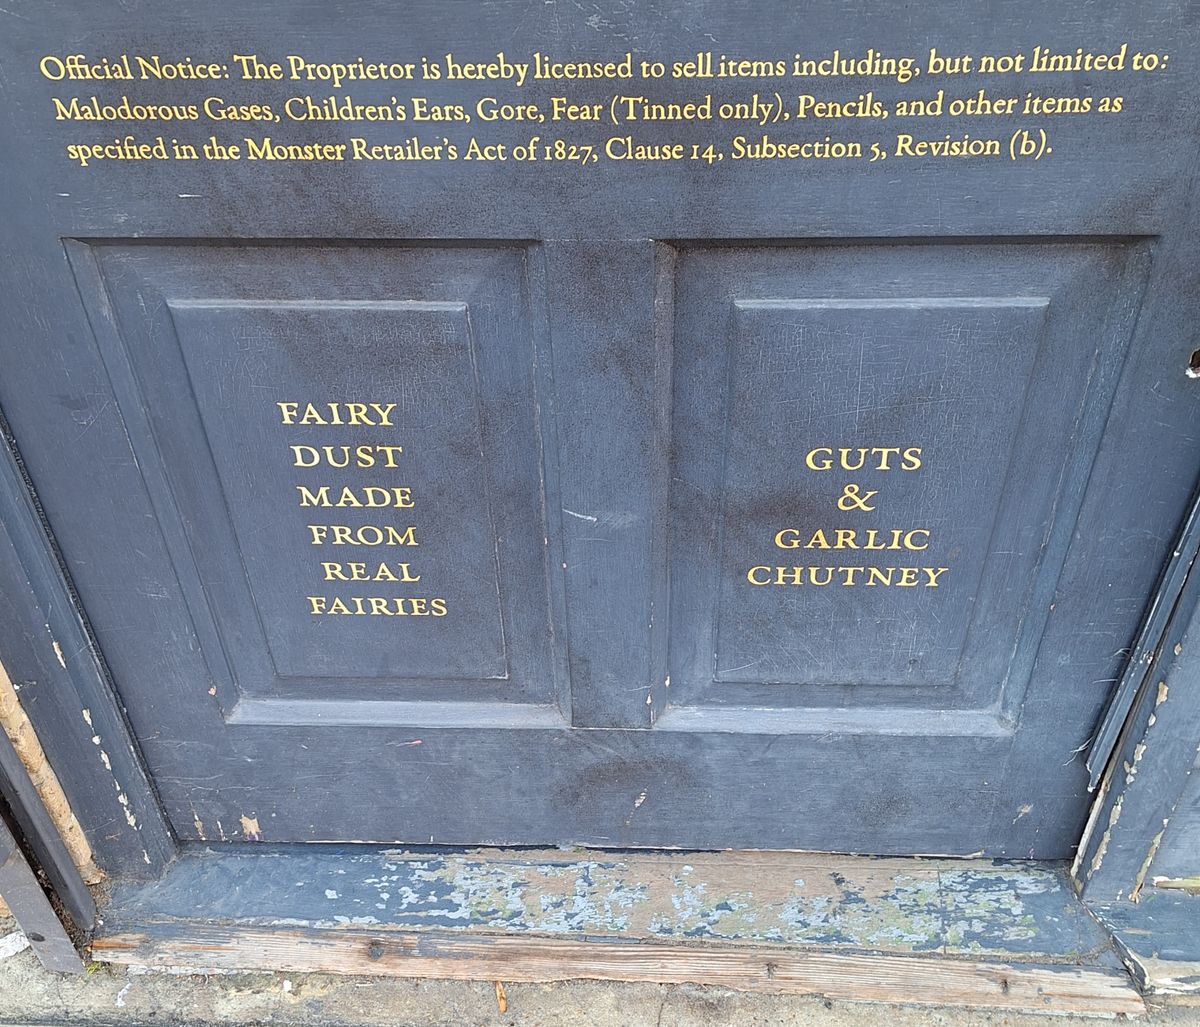 Official Notice: The Proprietor is hereby licensed to sell items including, but not limited to:
Malodorous Gases, Children's Ears, Gore, Fear (Tinned only), Pencils, and other items as
specified in the Monster Retailer's Act of 1827, Clause 14, Subsection 5, Revision (b).
FAIRY
DUST
MADE
FROM
REAL
FAIRIES
GUTS
&
GARLIC
CHUTNEY